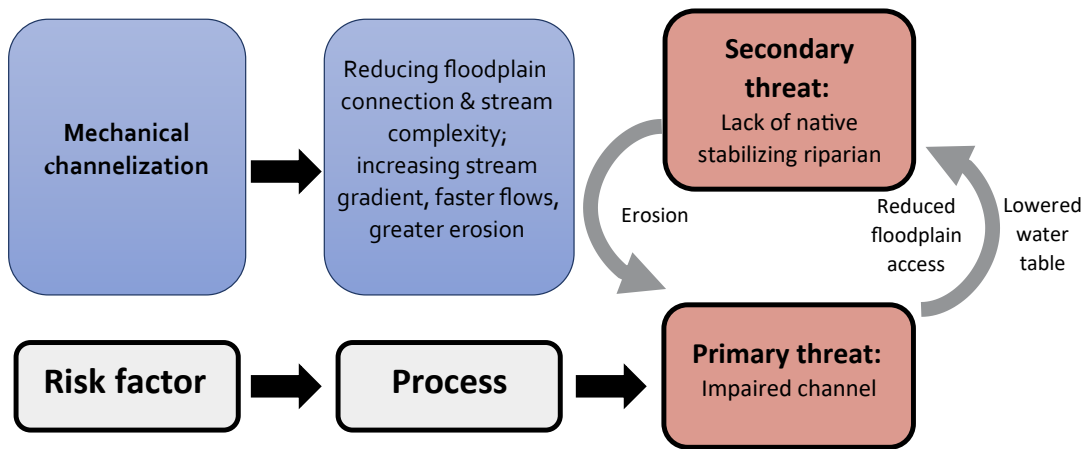 Mechanical
channelization
Reducing floodplain
connection & stream
complexity;
increasing stream
gradient, faster flows,
greater erosion
Secondary
threat:
Lack of native
stabilizing riparian
Erosion
Reduced
floodplain
access
Lowered
water
table
Risk factor
Process
Primary threat:
Impaired channel